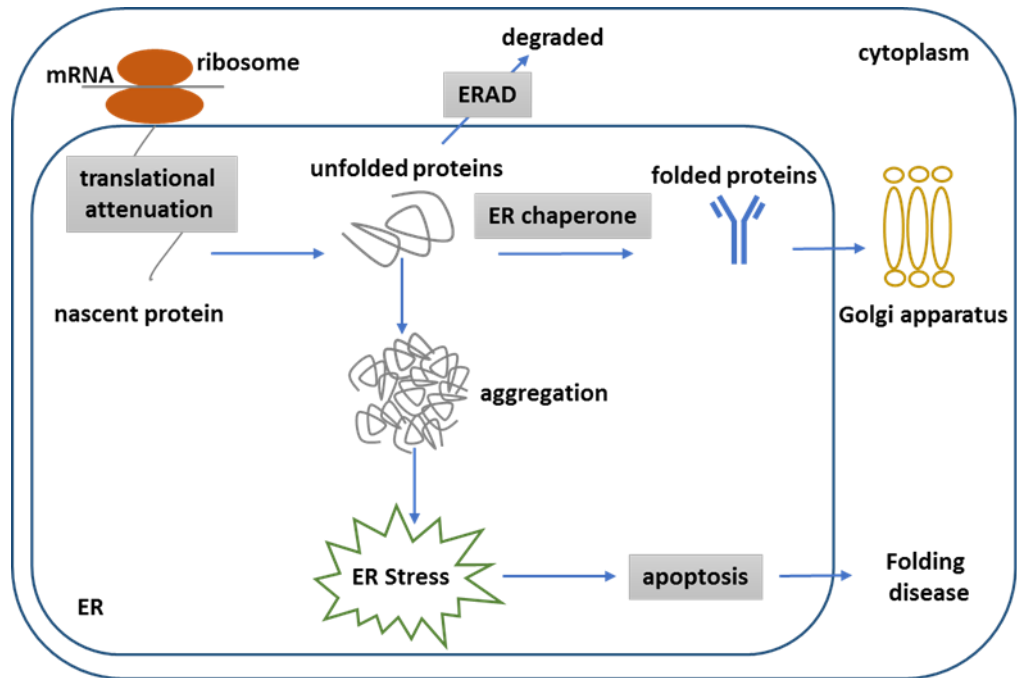 degraded
cytoplasm
mRNA
ribosome
ERAD
translational
attenuation
unfolded proteins
folded proteins
ER chaperone
nascent protein
Golgi apparatus
aggregation
ER Stress
apoptosis
Folding
disease
ER